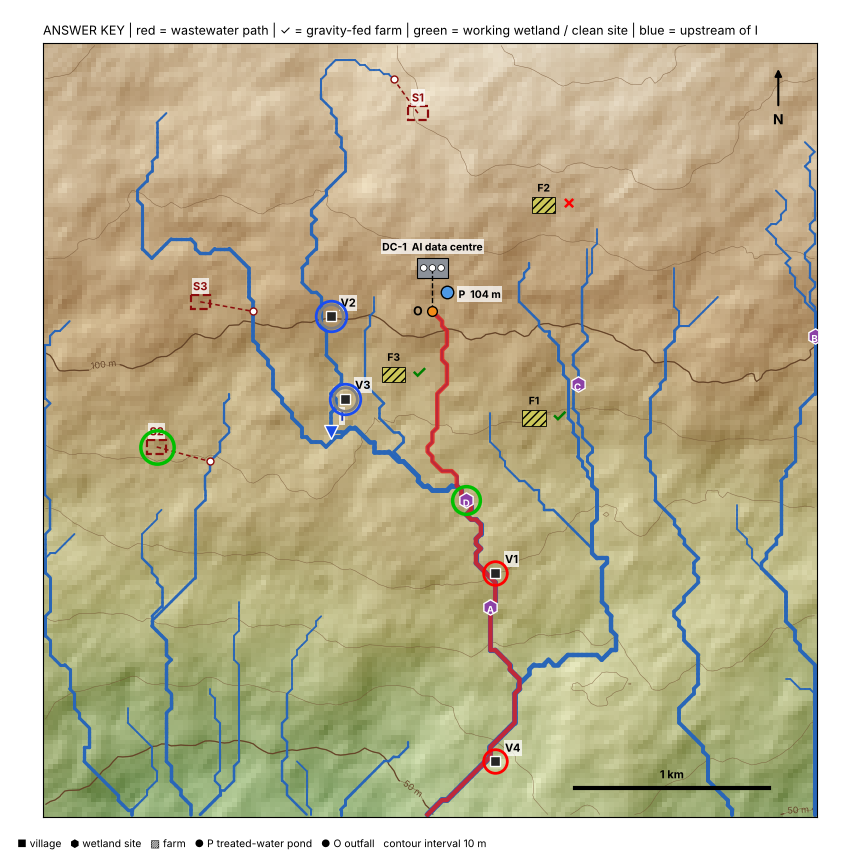 ANSWER KEY | red = wastewater path | ✓ = gravity-fed farm | green = working wetland / clean site | blue = upstream of I
S1
N
F2
DC-1 AI data centre
S3
P 104 m
V2
O
B
100 m
F3
V3
C
F1
I
S2
D
V1
A
V4
1 km
50 m
50 m
village
wetland site
farm
P treated-water pond
O outfall
contour interval 10 m